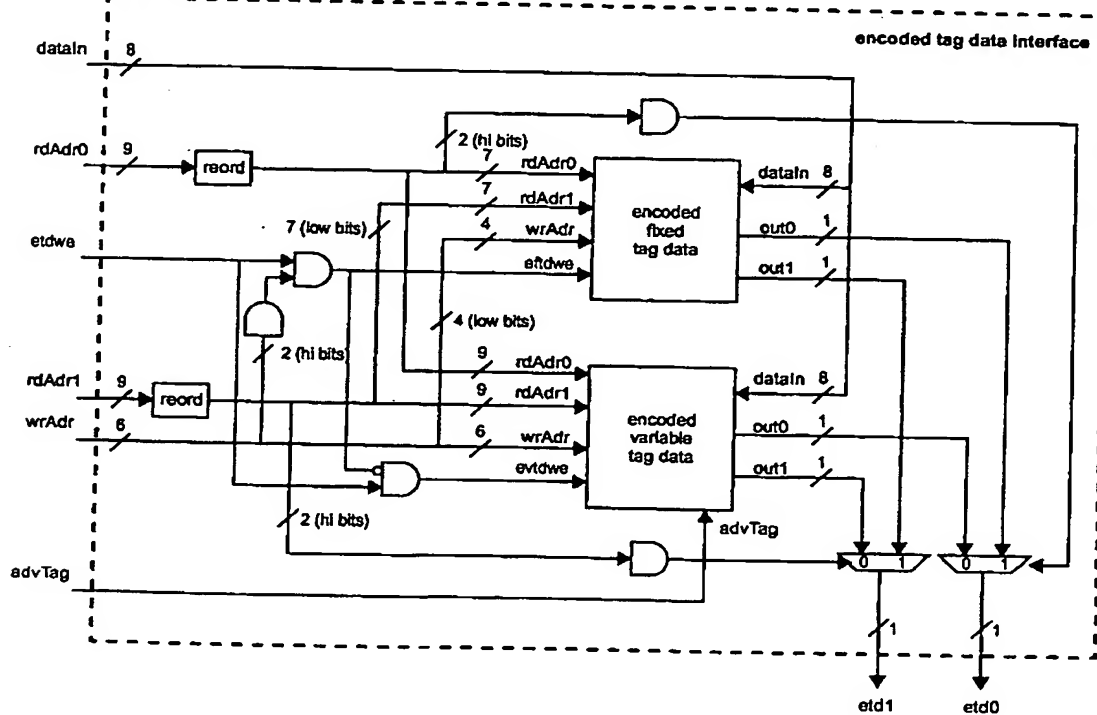 encoded tag data interface
dataIn
8
2 (hi bits)
rdAdr0
9
reord
7
rdAdr0
dataIn
8
7
rdAdr1
encoded
fixed
tag data
7 (low bits)
4
wrAdr
out0
1
etdwe
eftdwe
out1
1
4 (low bits)
2 (hi bits)
9
rdAdr0
rdAdr1
9
reord
9
rdAdr1
dataIn
8
encoded
variable
tag data
wrAdr
6
6
wrAdr
out0
1
evtdwe
out1
1
2 (hi bits)
advTag
advTag
0
1
0
1
1
1
etd1
etd0